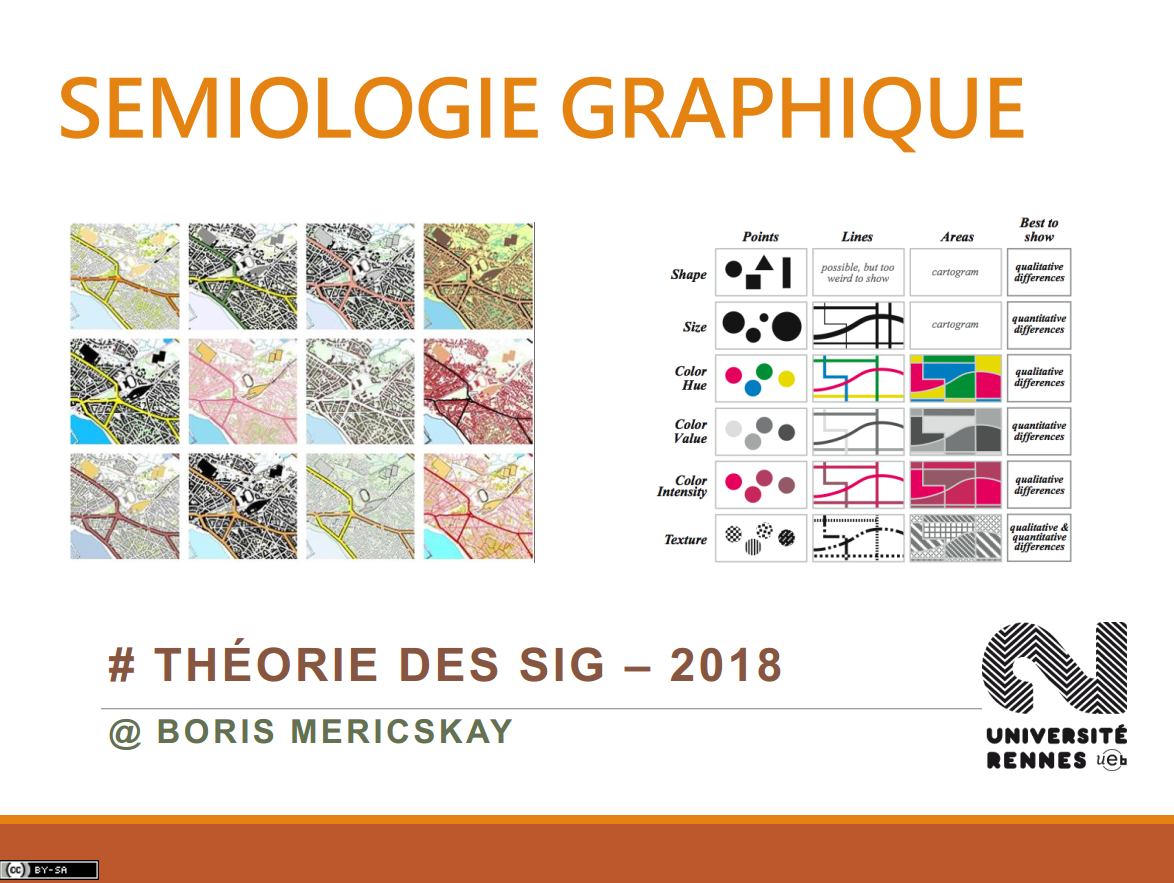 SEMIOLOGIE GRAPHIQUE
Points Lines Areas Best to
show
Shape possible, but too
weird to show cartogram qualitative
differences
Size cartogram quantitative
differences
Color
Hue qualitative
differences
Color
Value quantitative
differences
Color
Intensity qualitative
differences
Texture qualitative &
quantitative
differences
# THÉORIE DES SIG – 2018
@ BORIS MERICSKAY
UNIVERSITÉ
RENNES ueb
cc BY-SA